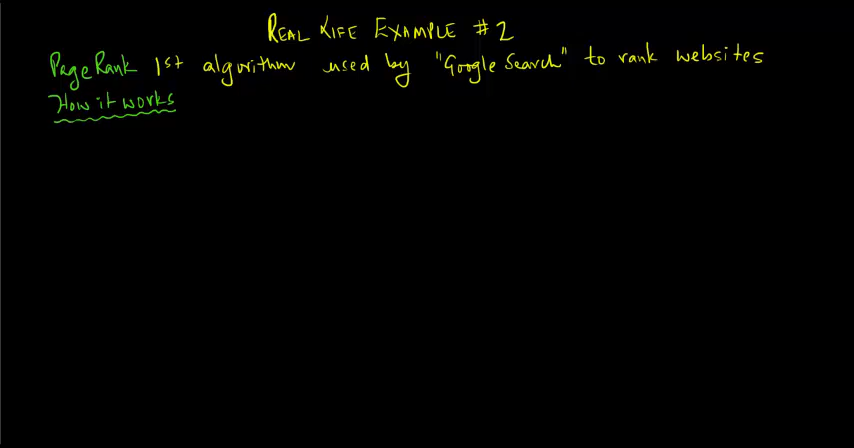 REAL LIFE EXAMPLE #2
PageRank 1st algorithm used by "Google Search" to rank websites
How it works